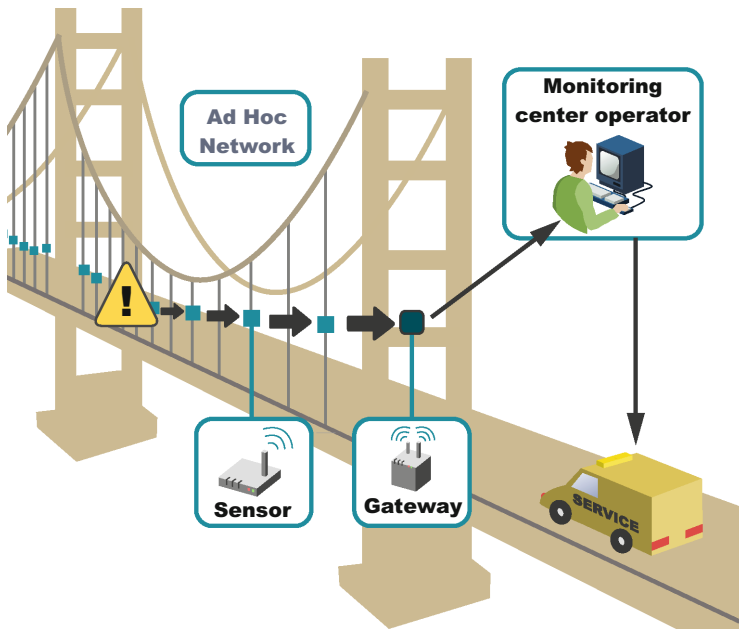 Ad Hoc
Network
Monitoring
center operator
!
Sensor
Gateway
SERVICE